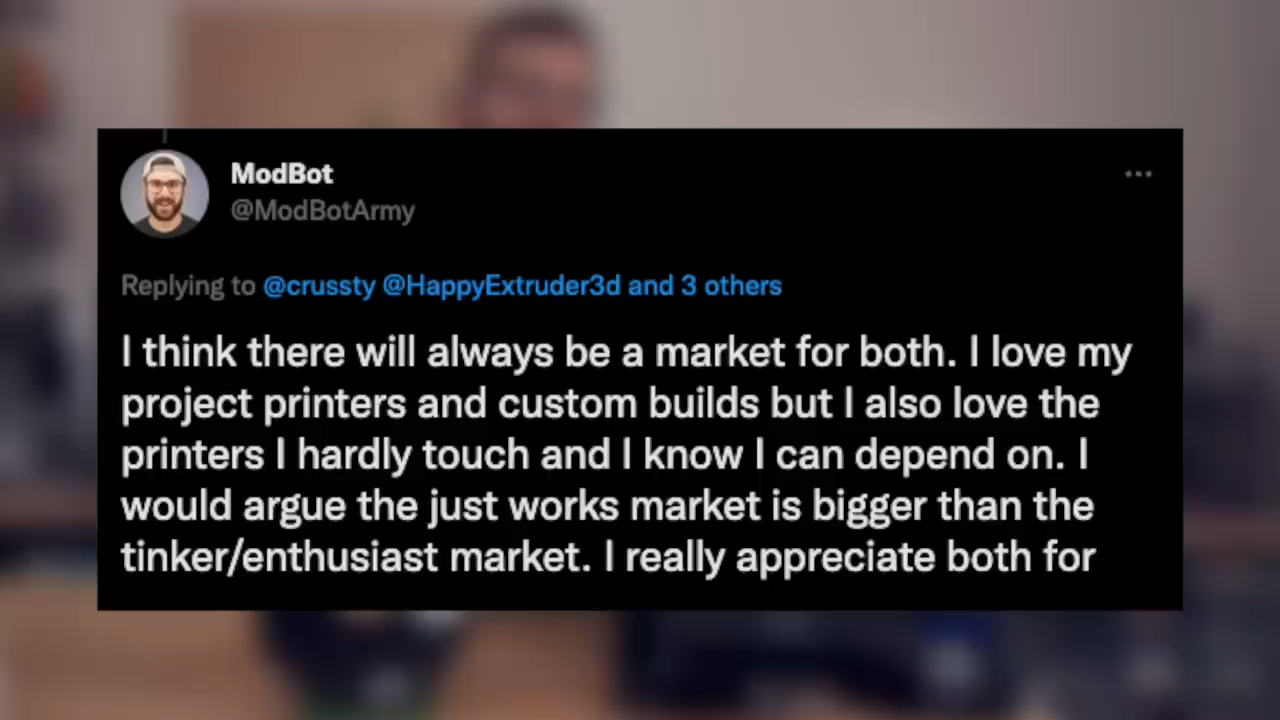 ModBot
@ModBotArmy
Replying to @crussty @HappyExtruder3d and 3 others
I think there will always be a market for both. I love my
project printers and custom builds but I also love the
printers I hardly touch and I know I can depend on. I
would argue the just works market is bigger than the
tinker/enthusiast market. I really appreciate both for